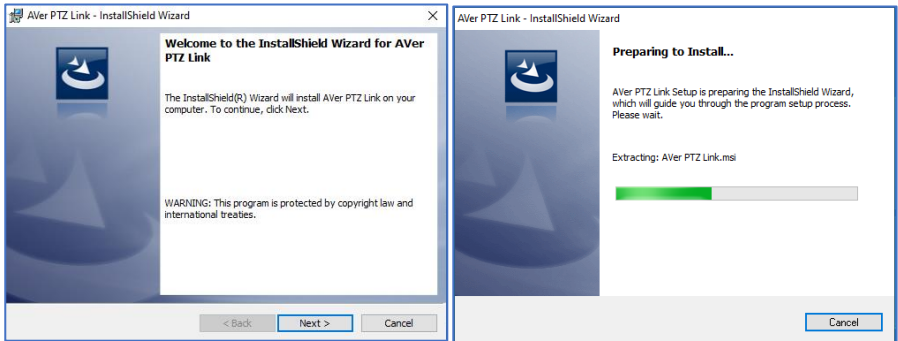 AVer PTZ Link - InstallShield Wizard
Welcome to the InstallShield Wizard for AVer
PTZ Link
The InstallShield(R) Wizard will install AVer PTZ Link on your
computer. To continue, click Next.
WARNING: This program is protected by copyright law and
international treaties.
< Back
Next >
Cancel
AVer PTZ Link - InstallShield Wizard
Preparing to Install...
AVer PTZ Link Setup is preparing the InstallShield Wizard,
which will guide you through the program setup process.
Please wait.
Extracting: AVer PTZ Link.msi
Cancel